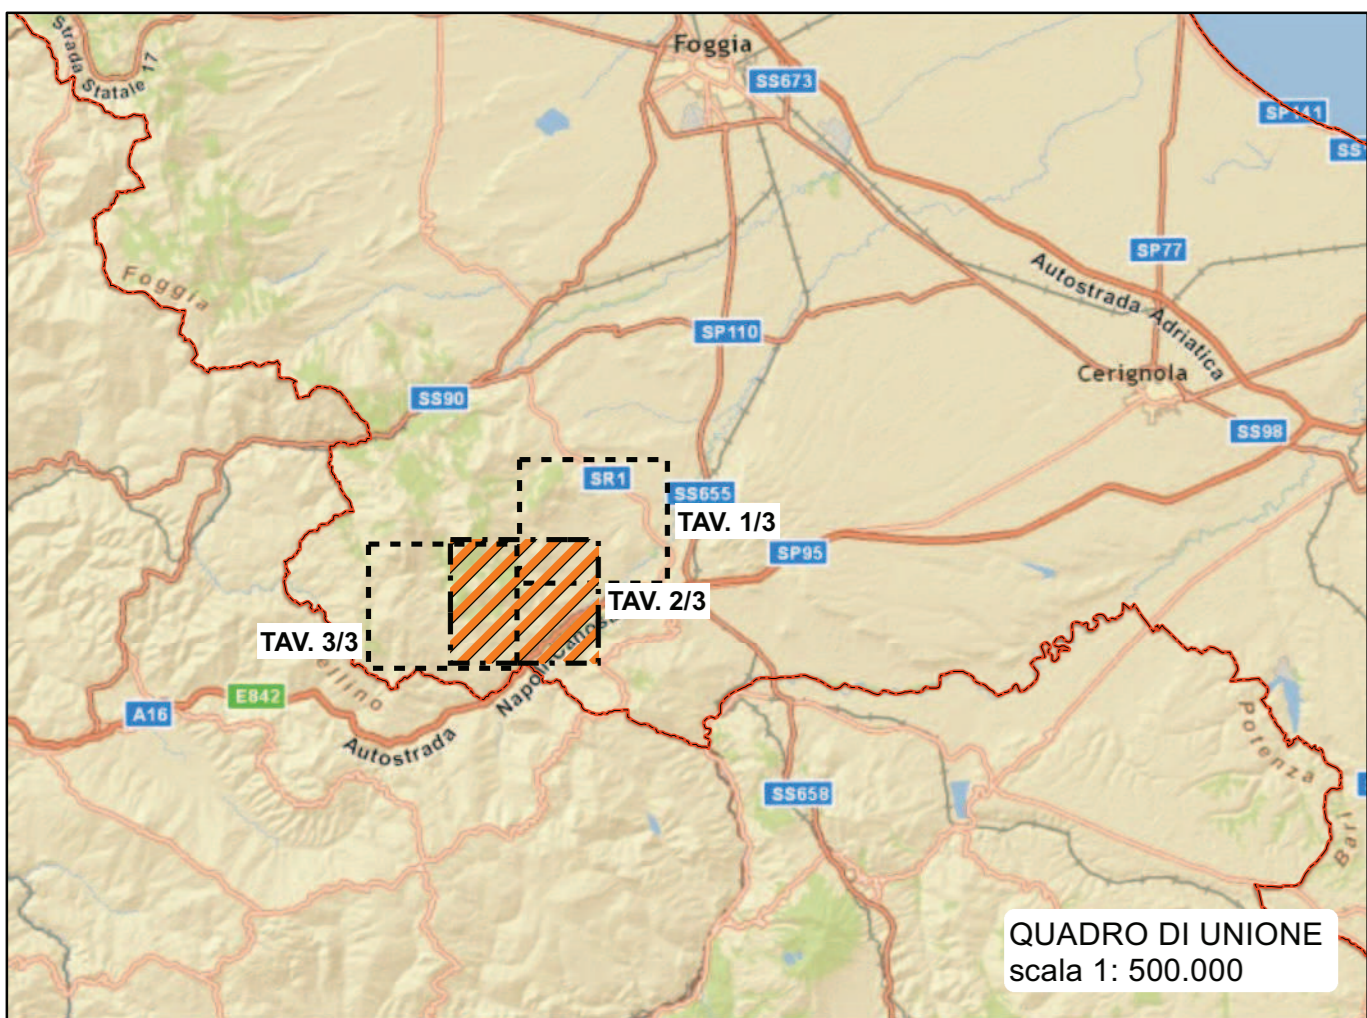 Strada
Statale 17
Foggia
SS673
SP141
Foggia
SP77
Autostrada Adriatica
SP110
Cerignola
SS90
SS98
SR1
SS655
TAV. 1/3
SP95
TAV. 2/3
TAV. 3/3
Napoli
E842
A16
Autostrada
Potenza
SS658
QUADRO DI UNIONE
scala 1: 500.000